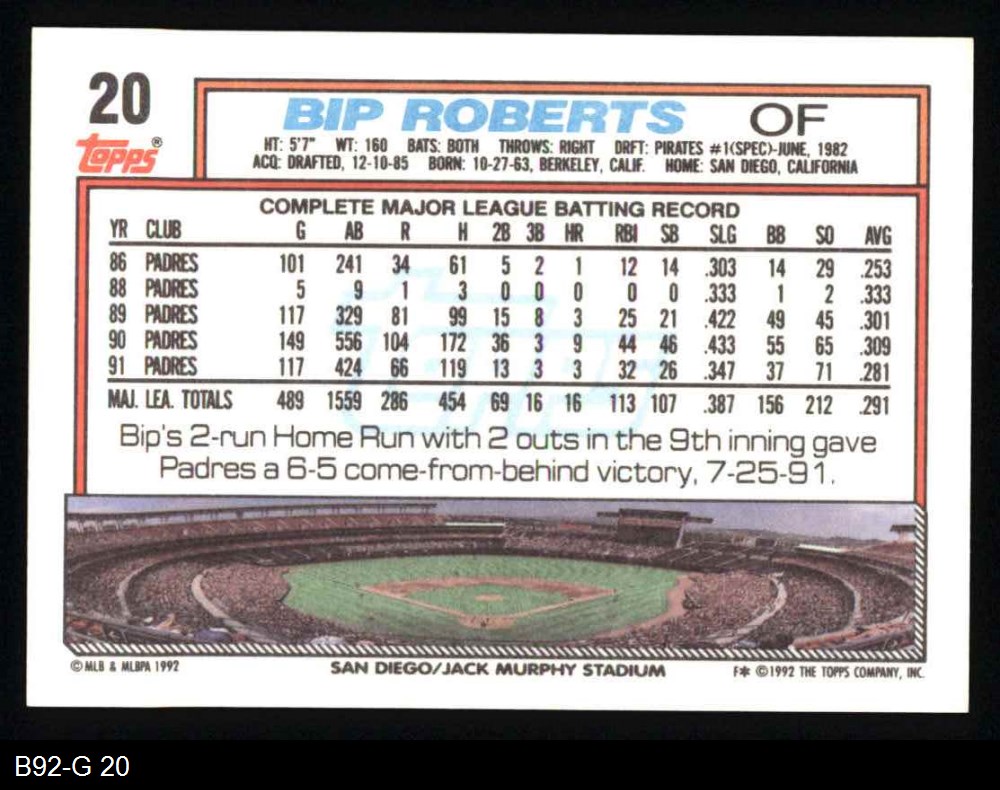 20
topps®
BIP ROBERTS OF
HT: 5'7" WT: 160 BATS: BOTH THROWS: RIGHT DRFT: PIRATES #1(SPEC)-JUNE, 1982
ACQ: DRAFTED, 12-10-85 BORN: 10-27-63, BERKELEY, CALIF. HOME: SAN DIEGO, CALIFORNIA
COMPLETE MAJOR LEAGUE BATTING RECORD
YR CLUB G AB R H 2B 3B HR RBI SB SLG BB SO AVG
86 PADRES 101 241 34 61 5 2 1 12 14 .303 14 29 .253
88 PADRES 5 9 1 3 0 0 0 0 0 .333 1 2 .333
89 PADRES 117 329 81 99 15 8 3 25 21 .422 49 45 .301
90 PADRES 149 556 104 172 36 3 9 44 46 .433 55 65 .309
91 PADRES 117 424 66 119 13 3 3 32 26 .347 37 71 .281
MAJ. LEA. TOTALS 489 1559 286 454 69 16 16 113 107 .387 156 212 .291
Bip's 2-run Home Run with 2 outs in the 9th inning gave
Padres a 6-5 come-from-behind victory, 7-25-91.
© MLB & MLBPA 1992 SAN DIEGO/JACK MURPHY STADIUM F✱ ©1992 THE TOPPS COMPANY, INC.
B92-G 20